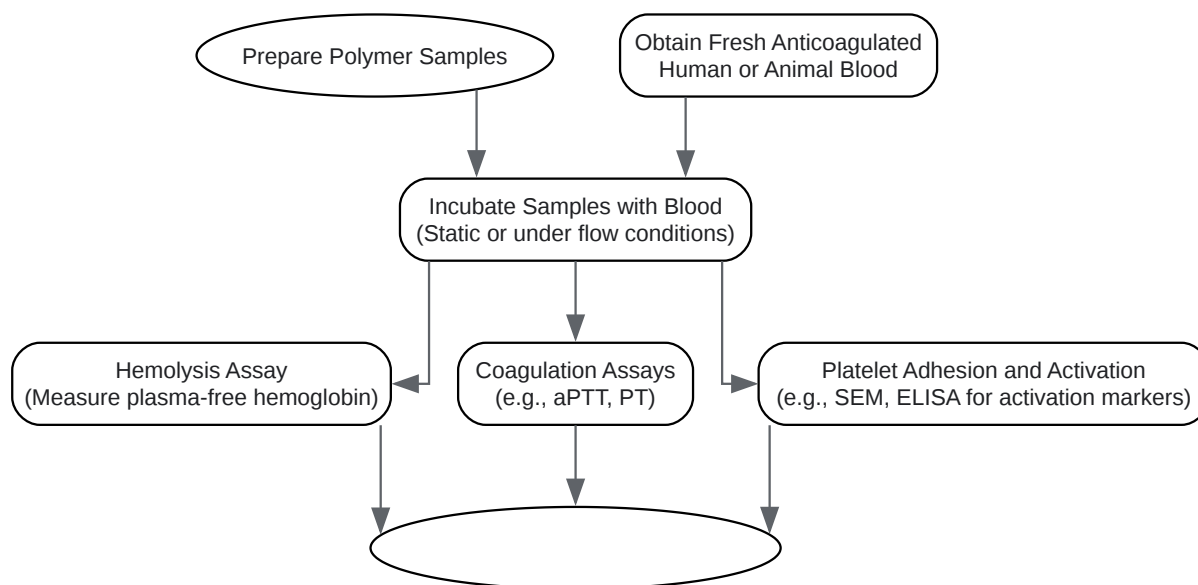 Prepare Polymer Samples
Obtain Fresh Anticoagulated
Human or Animal Blood
Incubate Samples with Blood
(Static or under flow conditions)
Hemolysis Assay
(Measure plasma-free hemoglobin)
Coagulation Assays
(e.g., aPTT, PT)
Platelet Adhesion and Activation
(e.g., SEM, ELISA for activation markers)